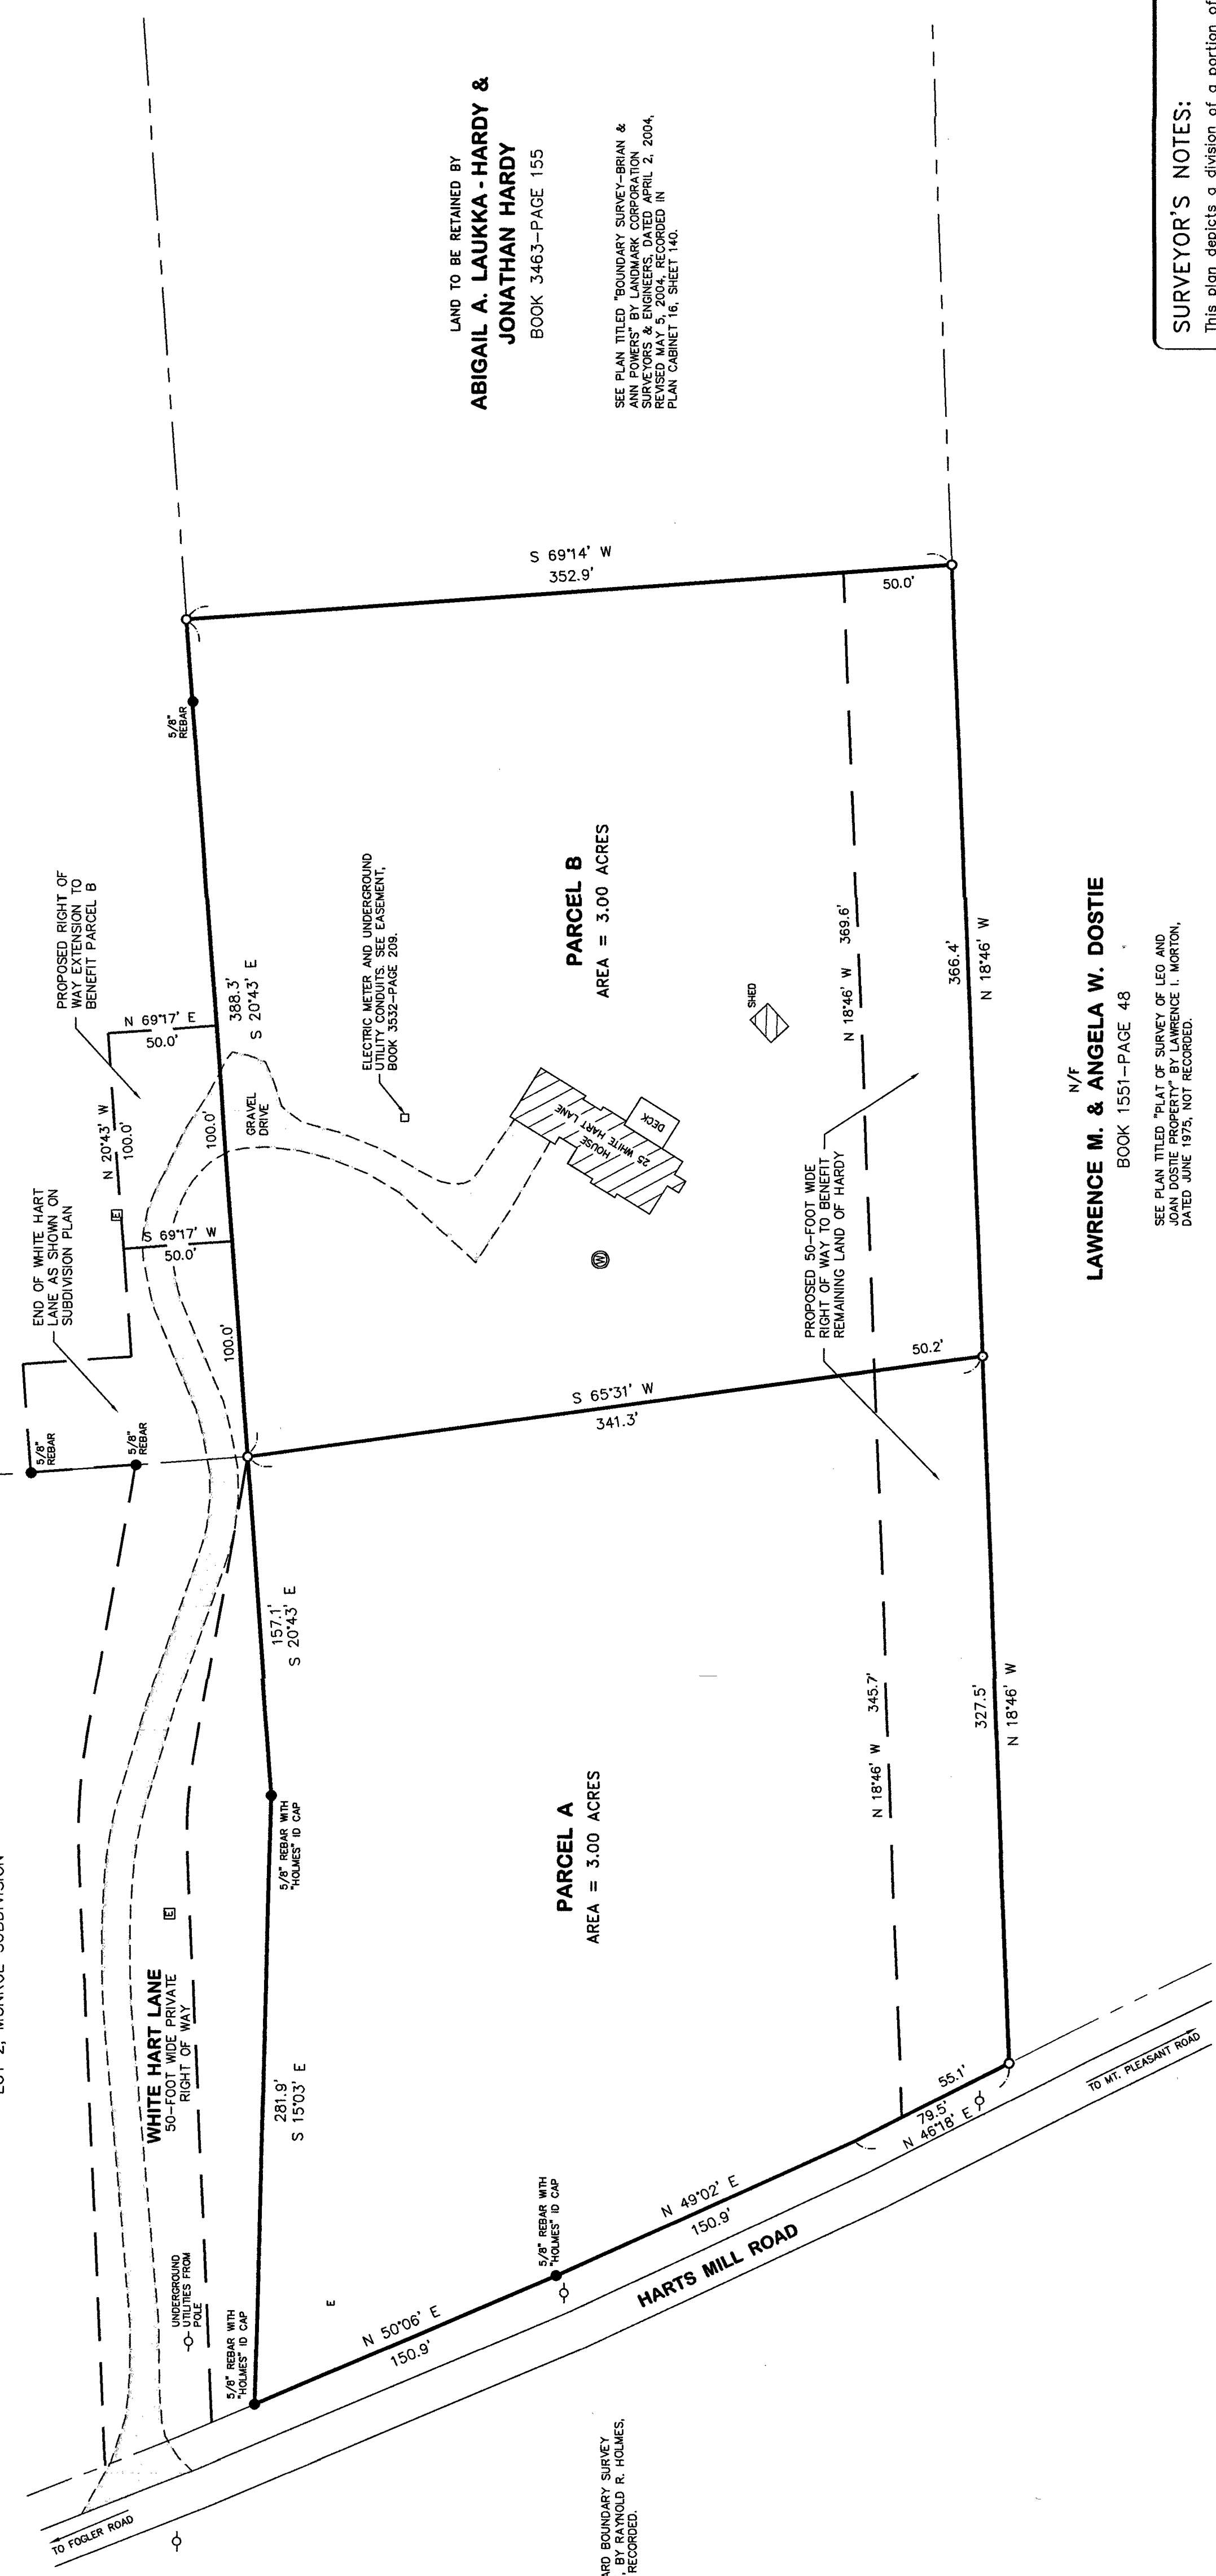 LAND TO BE RETAINED BY
ABIGAIL A. LAUKKA-HARDY &
JONATHAN HARDY
BOOK 3463-PAGE 155
SEE PLAN TITLED "BOUNDARY SURVEY-BRIAN &
ANN POWERS" BY LANDMARK CORPORATION
SURVEYORS & ENGINEERS, DATED APRIL 2, 2004,
REVISED MAY 5, 2004, RECORDED IN
PLAN CABINET 16, SHEET 140.
SURVEYOR'S NOTES:
This plan depicts a division of a portion of
S 69°14' W
352.9'
50.0'
5/8"
REBAR
PROPOSED RIGHT OF
WAY EXTENSION TO
BENEFIT PARCEL B
N 69°17' E
50.0'
N 20°43' W
100.0'
388.3'
S 20°43' E
100.0'
GRAVEL
DRIVE
ELECTRIC METER AND UNDERGROUND
UTILITY CONDUITS. SEE EASEMENT,
BOOK 3532-PAGE 209.
PARCEL B
AREA = 3.00 ACRES
SHED
HOUSE
25 WHITE HART LANE
DECK
W
N 18°46' W 369.6'
366.4'
N 18°46' W
N/F
LAWRENCE M. & ANGELA W. DOSTIE
BOOK 1551-PAGE 48
SEE PLAN TITLED "PLAT OF SURVEY OF LEO AND
JOAN DOSTIE PROPERTY" BY LAWRENCE I. MORTON,
DATED JUNE 1975, NOT RECORDED.
END OF WHITE HART
LANE AS SHOWN ON
SUBDIVISION PLAN
E
S 69°17' W
50.0'
100.0'
5/8"
REBAR
5/8"
REBAR
PROPOSED 50-FOOT WIDE
RIGHT OF WAY TO BENEFIT
REMAINING LAND OF HARDY
50.2'
S 65°31' W
341.3'
157.1'
S 20°43' E
5/8" REBAR WITH
"HOLMES" ID CAP
LOT 2, MONROE SUBDIVISION
E
WHITE HART LANE
50-FOOT WIDE PRIVATE
RIGHT OF WAY
PARCEL A
AREA = 3.00 ACRES
N 18°46' W 345.7'
327.5'
N 18°46' W
281.9'
S 15°03' E
UNDERGROUND
UTILITIES FROM
POLE
5/8" REBAR WITH
"HOLMES" ID CAP
E
5/8" REBAR WITH
"HOLMES" ID CAP
N 50°06' E
150.9'
N 49°02' E
150.9'
55.1'
79.5'
N 46°18' E
HARTS MILL ROAD
TO MT. PLEASANT ROAD
TO FOGLER ROAD
ARD BOUNDARY SURVEY
BY RAYNOLD R. HOLMES,
RECORDED.